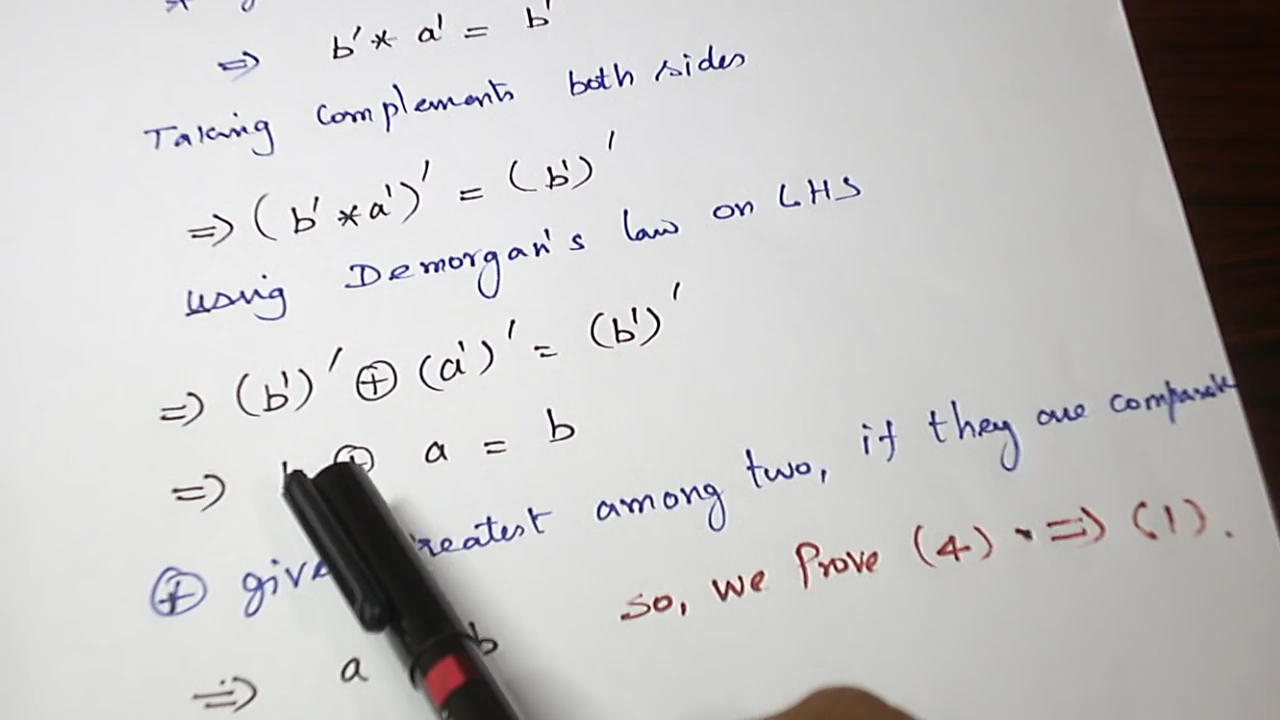 => b' * a' = b'
Taking complements both sides
=> (b' * a')' = (b')'
using Demorgan's law on LHS
=> (b')' ⊕ (a')' = (b')'
=> ⊕ a = b
⊕ give reatest among two, if they are
so, we Prove (4) => (1).
=> a b